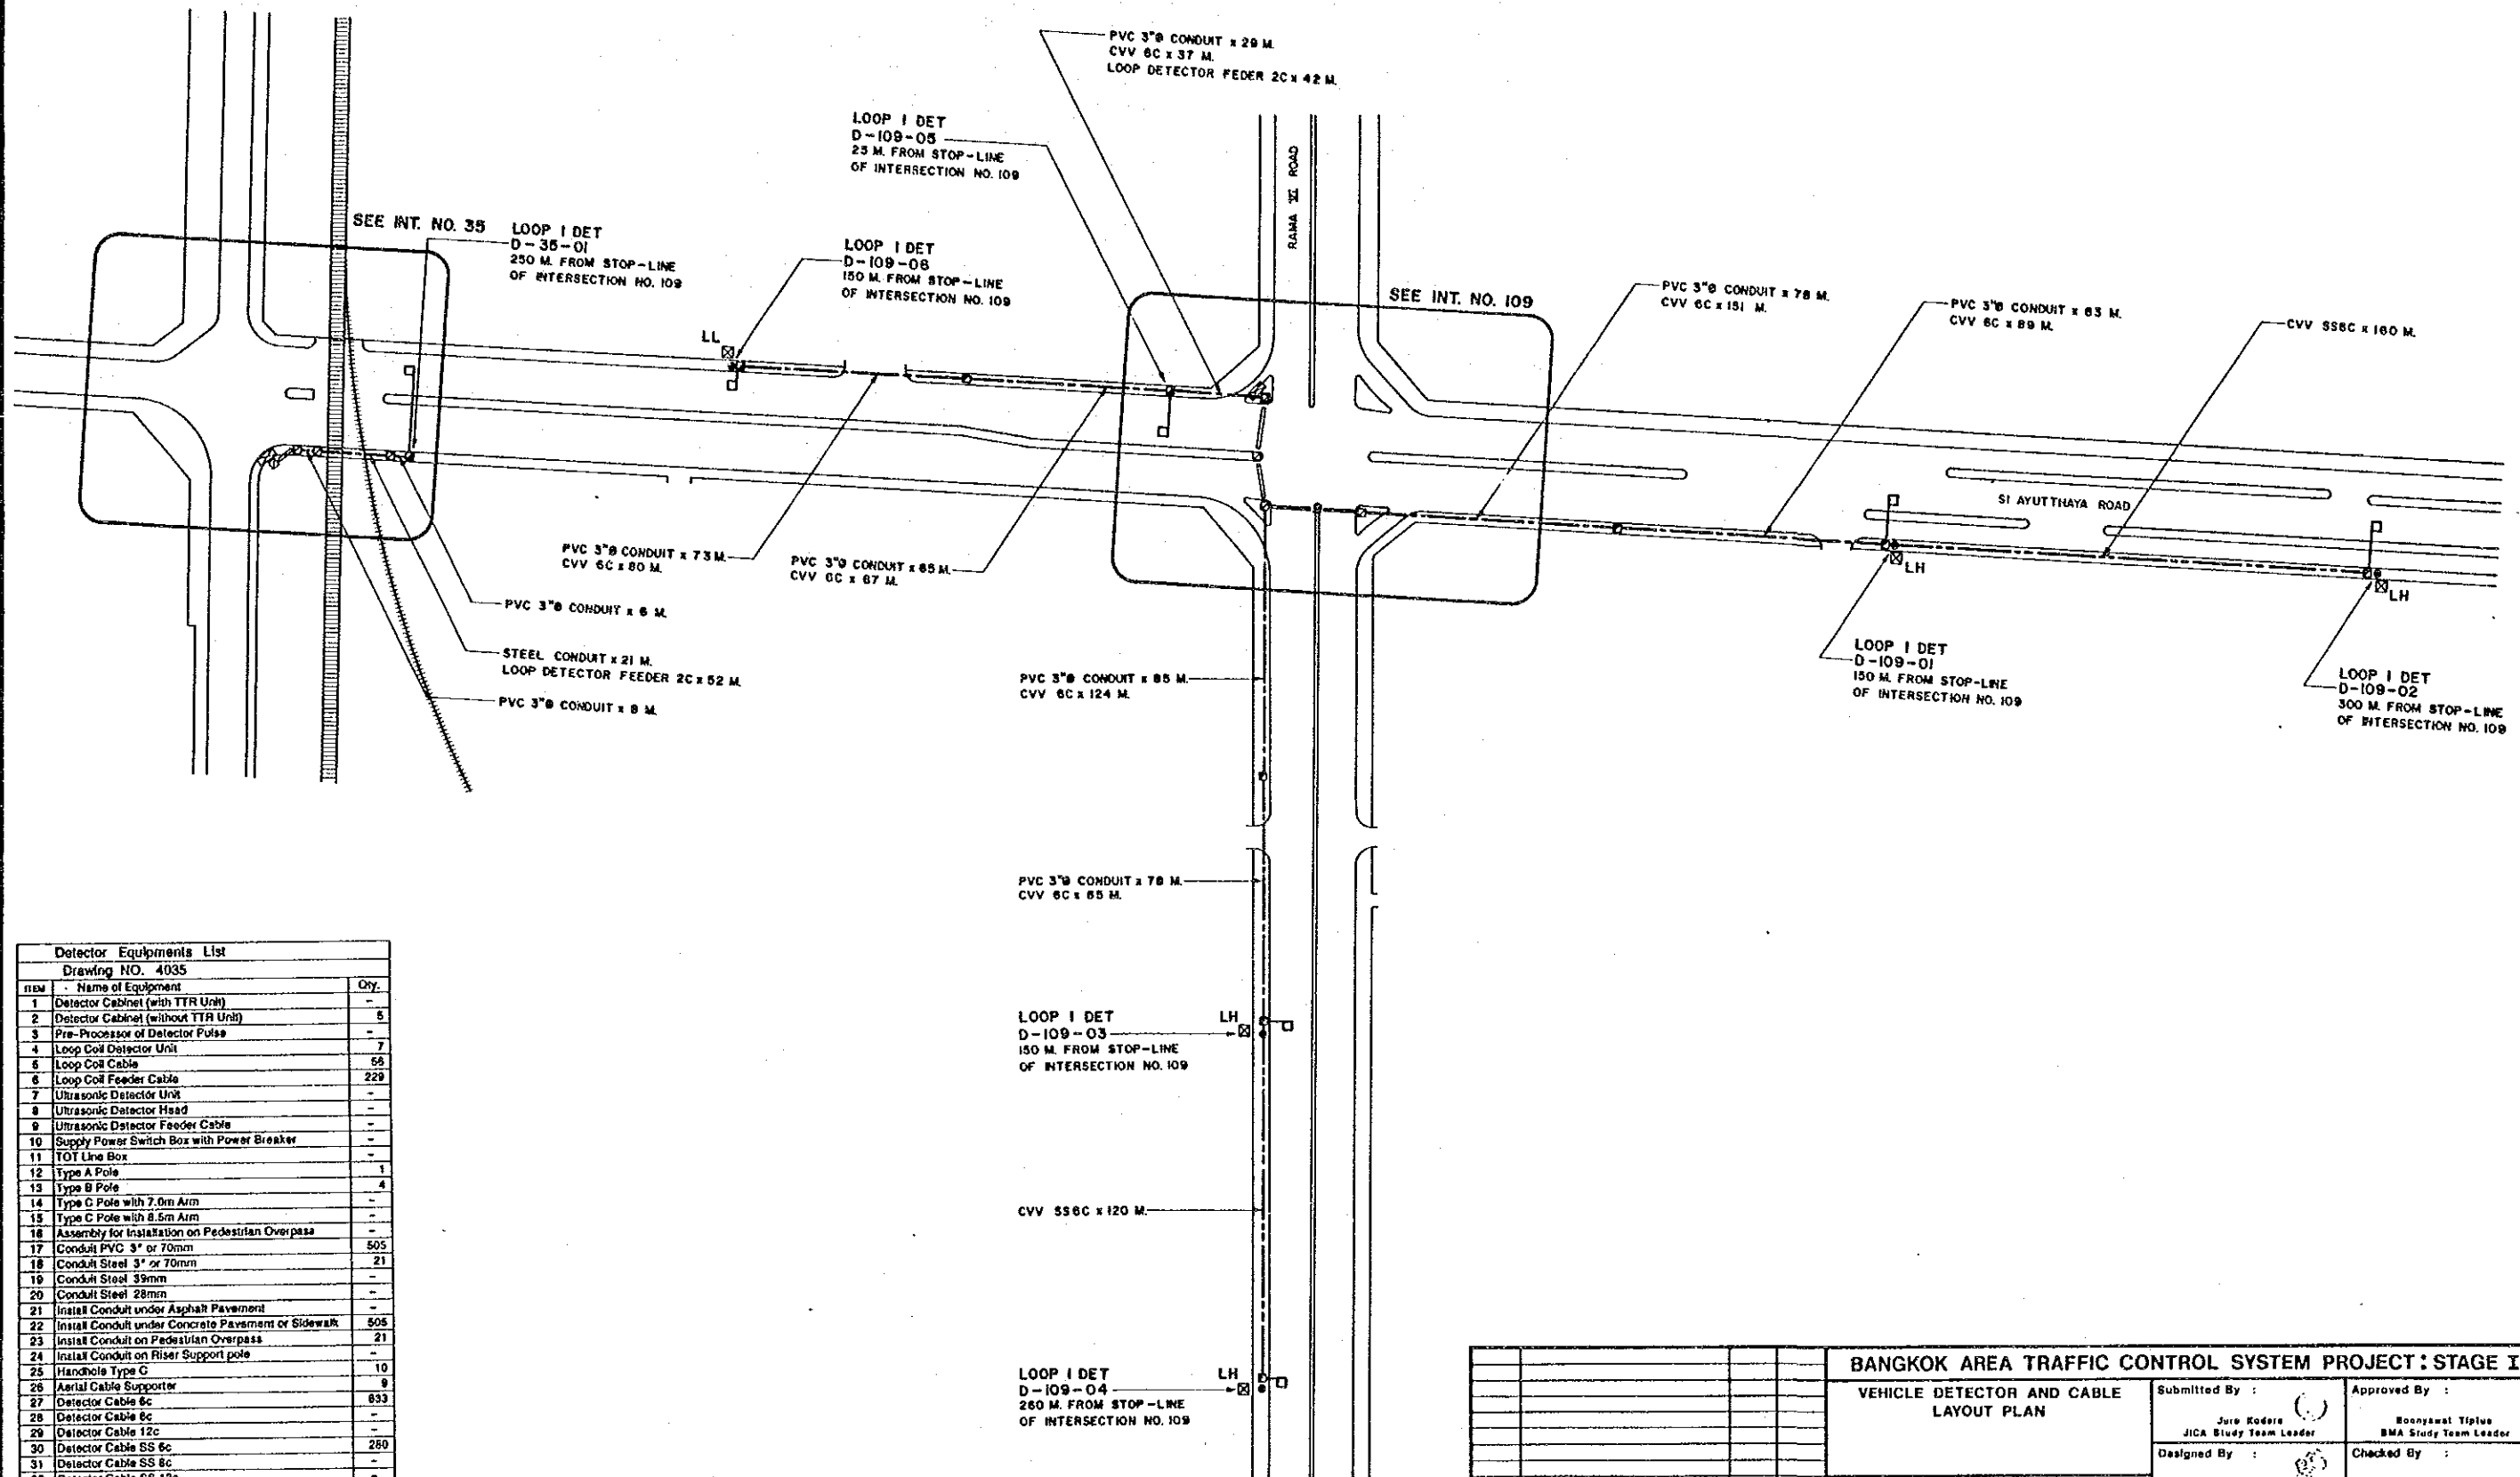 PVC 3"Ø CONDUIT x 29 M.
CVV 6C x 37 M.
LOOP DETECTOR FEDER 2C x 42 M.
LOOP 1 DET
D-109-05
25 M. FROM STOP-LINE
OF INTERSECTION NO. 109
RAMA VI ROAD
SEE INT. NO. 35
LOOP 1 DET
D-35-01
250 M. FROM STOP-LINE
OF INTERSECTION NO. 109
LOOP 1 DET
D-109-06
150 M. FROM STOP-LINE
OF INTERSECTION NO. 109
LL
SEE INT. NO. 109
PVC 3"Ø CONDUIT x 78 M.
CVV 6C x 151 M.
PVC 3"Ø CONDUIT x 63 M.
CVV 6C x 89 M.
CVV SS6C x 160 M.
SI AYUTTHAYA ROAD
PVC 3"Ø CONDUIT x 73 M.
CVV 6C x 80 M.
PVC 3"Ø CONDUIT x 65 M.
CVV 6C x 67 M.
LH
LH
PVC 3"Ø CONDUIT x 6 M.
STEEL CONDUIT x 21 M.
LOOP DETECTOR FEEDER 2C x 52 M.
PVC 3"Ø CONDUIT x 8 M.
PVC 3"Ø CONDUIT x 85 M.
CVV 6C x 124 M.
LOOP 1 DET
D-109-01
150 M. FROM STOP-LINE
OF INTERSECTION NO. 109
LOOP 1 DET
D-109-02
300 M. FROM STOP-LINE
OF INTERSECTION NO. 109
PVC 3"Ø CONDUIT x 78 M.
CVV 6C x 85 M.
LOOP 1 DET LH
D-109-03
150 M. FROM STOP-LINE
OF INTERSECTION NO. 109
CVV SS6C x 120 M.
LOOP 1 DET LH
D-109-04
260 M. FROM STOP-LINE
OF INTERSECTION NO. 109
Detector Equipments List
Drawing NO. 4035
ITEM Name of Equipment Qty.
1 Detector Cabinet (with TTR Unit) -
2 Detector Cabinet (without TTR Unit) 5
3 Pre-Processor of Detector Pulse -
4 Loop Coil Detector Unit 7
5 Loop Coil Cable 56
6 Loop Coil Feeder Cable 229
7 Ultrasonic Detector Unit -
8 Ultrasonic Detector Head -
9 Ultrasonic Detector Feeder Cable -
10 Supply Power Switch Box with Power Breaker -
11 TOT Line Box -
12 Type A Pole 1
13 Type B Pole 4
14 Type C Pole with 7.0m Arm -
15 Type C Pole with 8.5m Arm -
16 Assembly for Installation on Pedestrian Overpass -
17 Conduit PVC 3" or 70mm 505
18 Conduit Steel 3" or 70mm 21
19 Conduit Steel 39mm -
20 Conduit Steel 28mm -
21 Install Conduit under Asphalt Pavement -
22 Install Conduit under Concrete Pavement or Sidewalk 505
23 Install Conduit on Pedestrian Overpass 21
24 Install Conduit on Riser Support pole -
25 Handhole Type C 10
26 Aerial Cable Supporter 9
27 Detector Cable 6c 633
28 Detector Cable 8c -
29 Detector Cable 12c -
30 Detector Cable SS 6c 280
31 Detector Cable SS 8c -
BANGKOK AREA TRAFFIC CONTROL SYSTEM PROJECT : STAGE I
VEHICLE DETECTOR AND CABLE
LAYOUT PLAN
Submitted By :
Juro Kodera
JICA Study Team Leader
Approved By :
Boonyawat Tiptus
BMA Study Team Leader
Designed By :
Checked By :